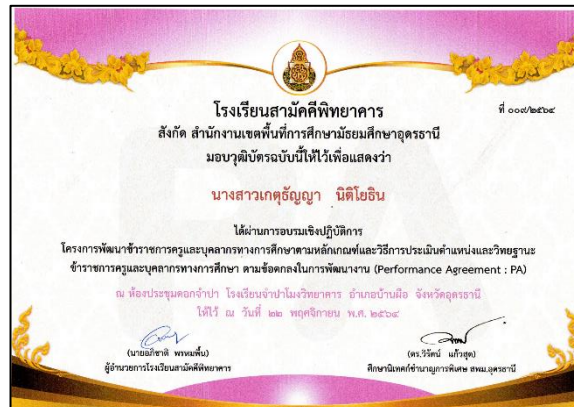 โรงเรียนสามัคคีพิทยาคาร
ที่ ๐๐๙/๒๕๖๔
สังกัด สำนักงานเขตพื้นที่การศึกษามัธยมศึกษาอุดรธานี
มอบวุฒิบัตรฉบับนี้ให้ไว้เพื่อแสดงว่า
นางสาวเกตุธัญญา นิติโยธิน
ได้ผ่านการอบรมเชิงปฏิบัติการ
โครงการพัฒนาข้าราชการครูและบุคลากรทางการศึกษาตามหลักเกณฑ์และวิธีการประเมินตำแหน่งและวิทยฐานะ
ข้าราชการครูและบุคลากรทางการศึกษา ตามข้อตกลงในการพัฒนางาน (Performance Agreement : PA)
ณ ห้องประชุมดอกจำปา โรงเรียนจำปาโมงวิทยาคาร อำเภอบ้านผือ จังหวัดอุดรธานี
ให้ไว้ ณ วันที่ ๒๒ พฤศจิกายน พ.ศ. ๒๕๖๔
(นายอภิชาติ พรหมพื้น)
(ดร.วิรัตน์ แก้วสุด)
ผู้อำนวยการโรงเรียนสามัคคีพิทยาคาร
ศึกษานิเทศก์ชำนาญการพิเศษ สพม.อุดรธานี